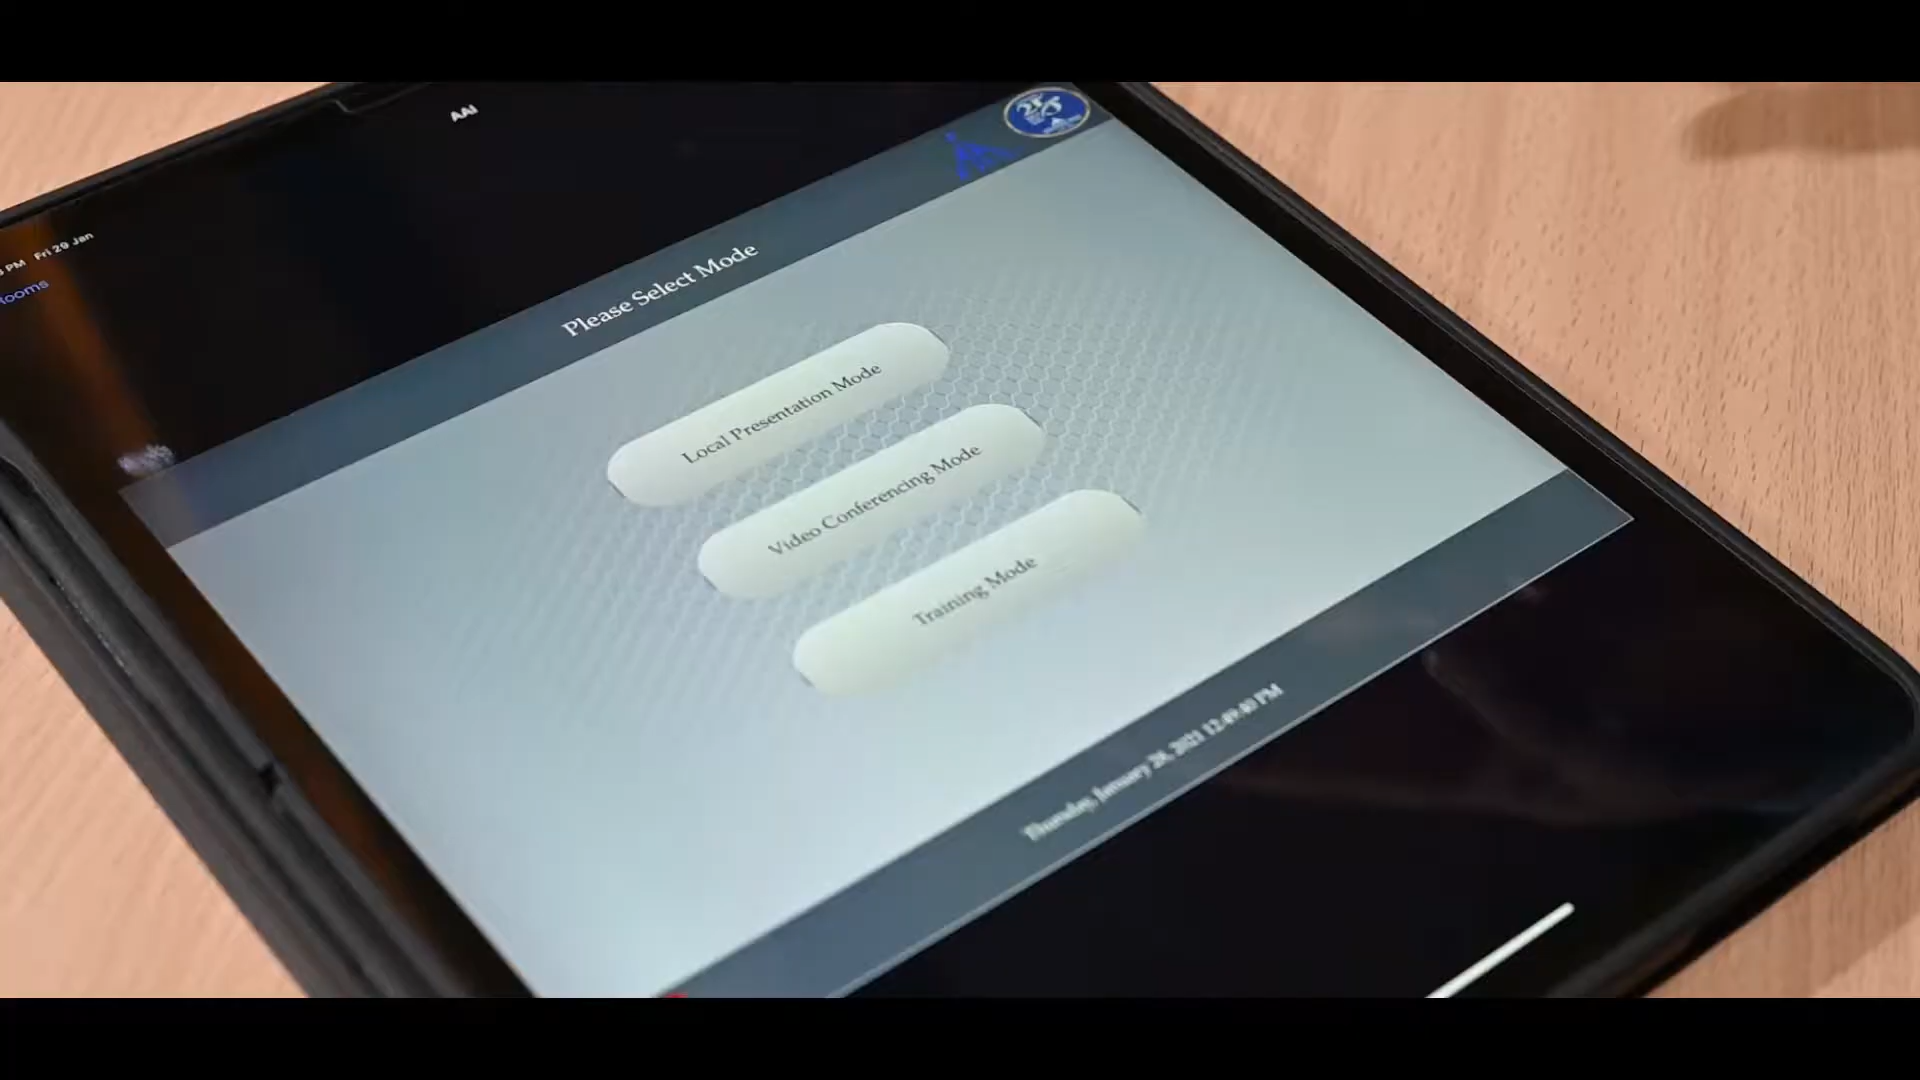 AAI
PM Fri 29 Jan
Rooms
Please Select Mode
Local Presentation Mode
Video Conferencing Mode
Training Mode
Thursday, January 28, 2021 12:49:40 PM